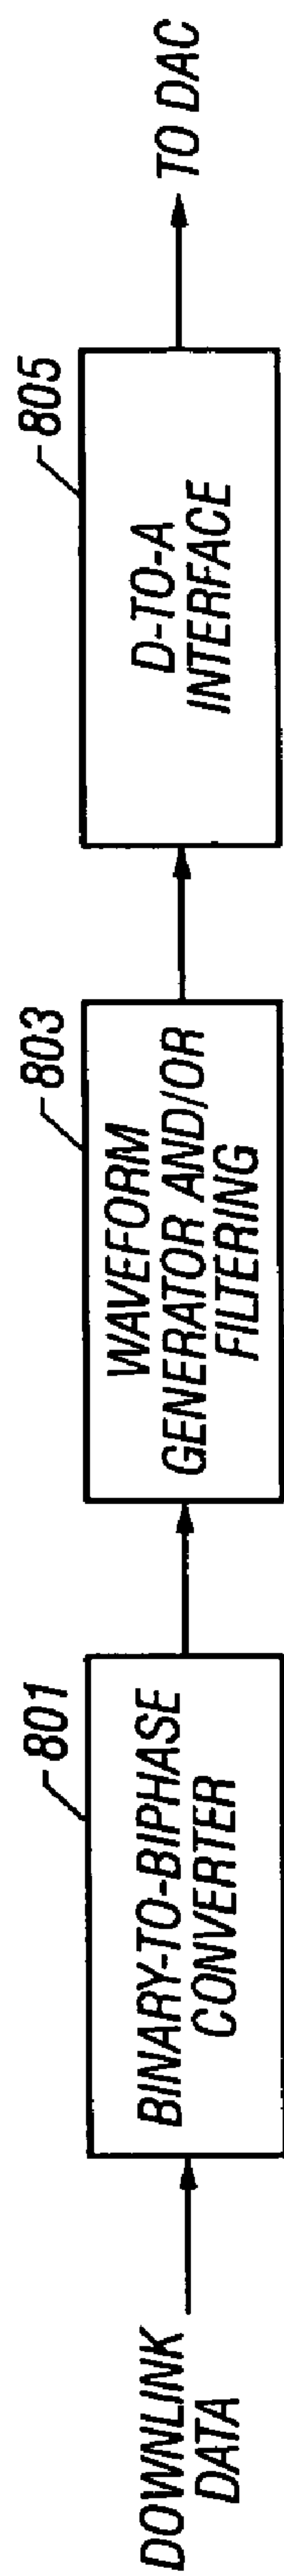 DOWNLINK
DATA
801
BINARY-TO-BIPHASE
CONVERTER
803
WAVEFORM
GENERATOR AND/OR
FILTERING
805
D-TO-A
INTERFACE
TO DAC